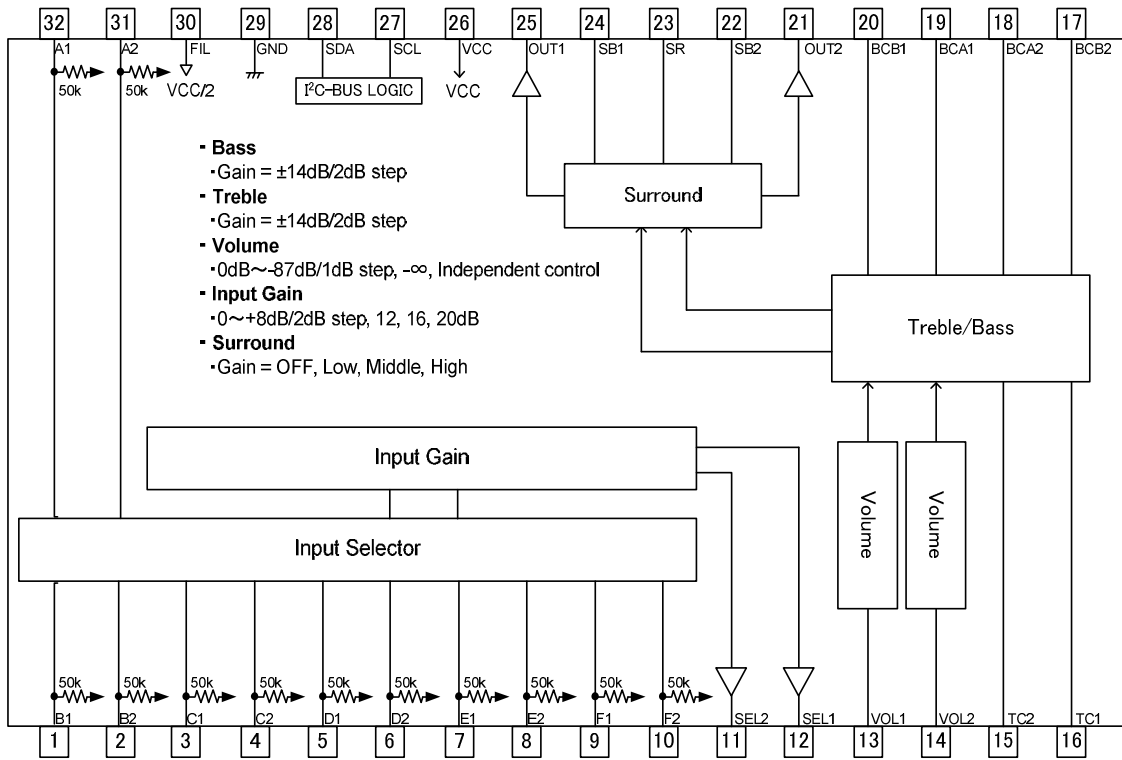 32 31 30 29 28 27 26 25 24 23 22 21 20 19 18 17
A1 A2 FIL GND SDA SCL VCC OUT1 SB1 SR SB2 OUT2 BCB1 BCA1 BCA2 BCB2
50k 50k VCC/2 I²C-BUS LOGIC VCC
- Bass
・Gain = ±14dB/2dB step
- Treble
・Gain = ±14dB/2dB step
- Volume
・0dB～-87dB/1dB step, -∞, Independent control
- Input Gain
・0～+8dB/2dB step, 12, 16, 20dB
- Surround
・Gain = OFF, Low, Middle, High
Surround
Treble/Bass
Input Gain
Input Selector
Volume
Volume
50k 50k 50k 50k 50k 50k 50k 50k 50k 50k
B1 B2 C1 C2 D1 D2 E1 E2 F1 F2 SEL2 SEL1 VOL1 VOL2 TC2 TC1
1 2 3 4 5 6 7 8 9 10 11 12 13 14 15 16